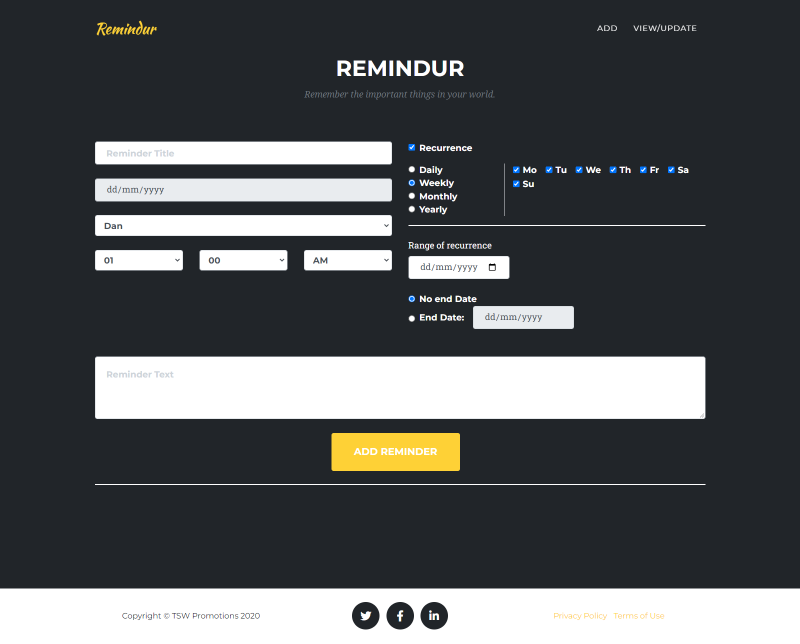 Remindur
ADD VIEW/UPDATE
REMINDUR
Remember the important things in your world.
Reminder Title
dd/mm/yyyy
Dan
01 00 AM
Recurrence
Daily
Weekly
Monthly
Yearly
Mo Tu We Th Fr Sa
Su
Range of recurrence
dd/mm/yyyy
No end Date
End Date: dd/mm/yyyy
Reminder Text
ADD REMINDER
Copyright © TSW Promotions 2020
Privacy Policy Terms of Use